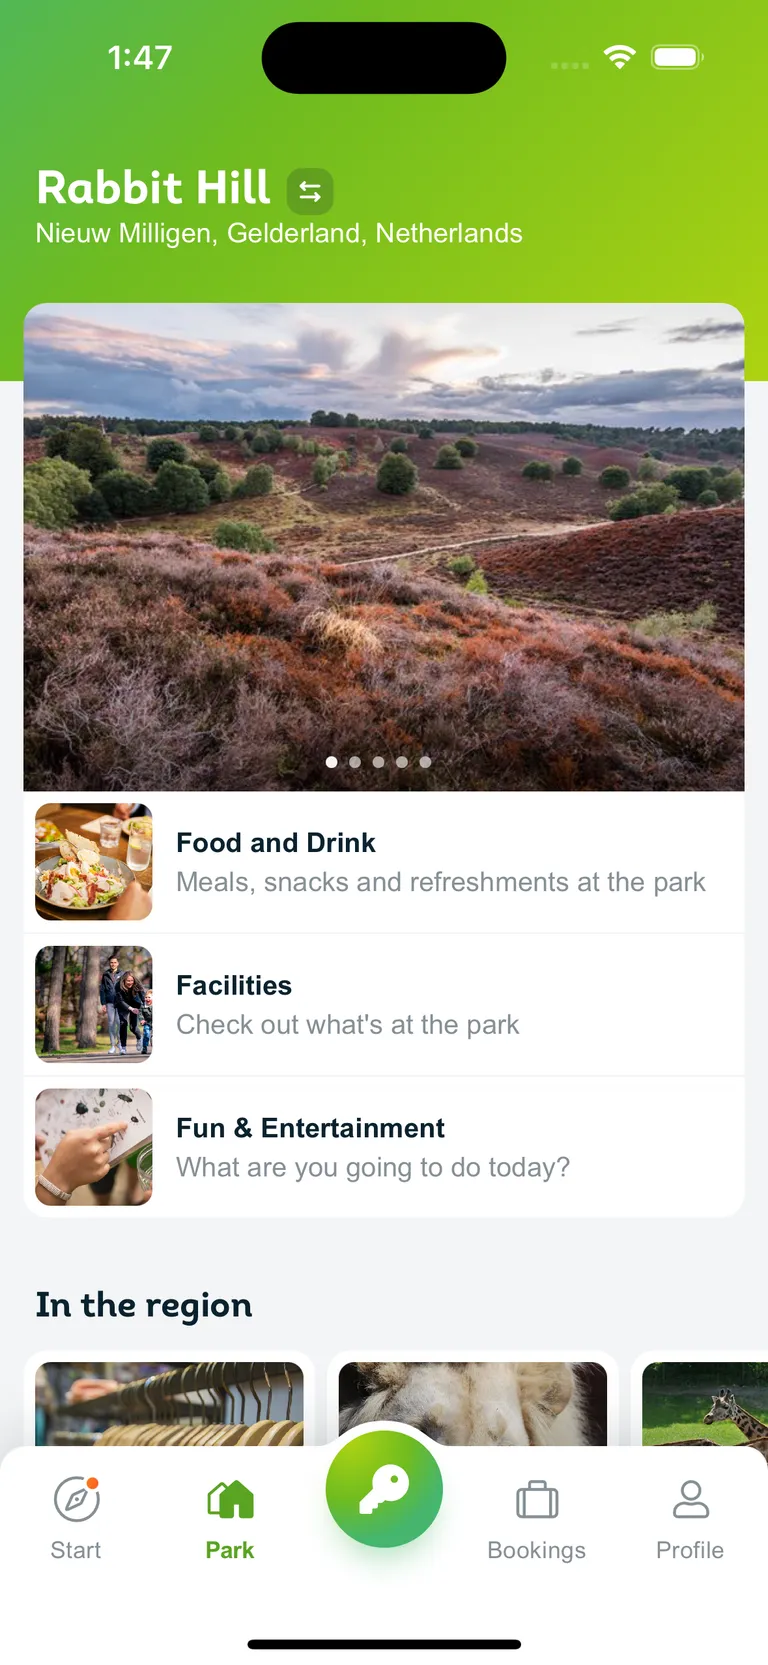 1:47
Rabbit Hill
Nieuw Milligen, Gelderland, Netherlands
Food and Drink
Meals, snacks and refreshments at the park
Facilities
Check out what's at the park
Fun & Entertainment
What are you going to do today?
In the region
Start
Park
Bookings
Profile